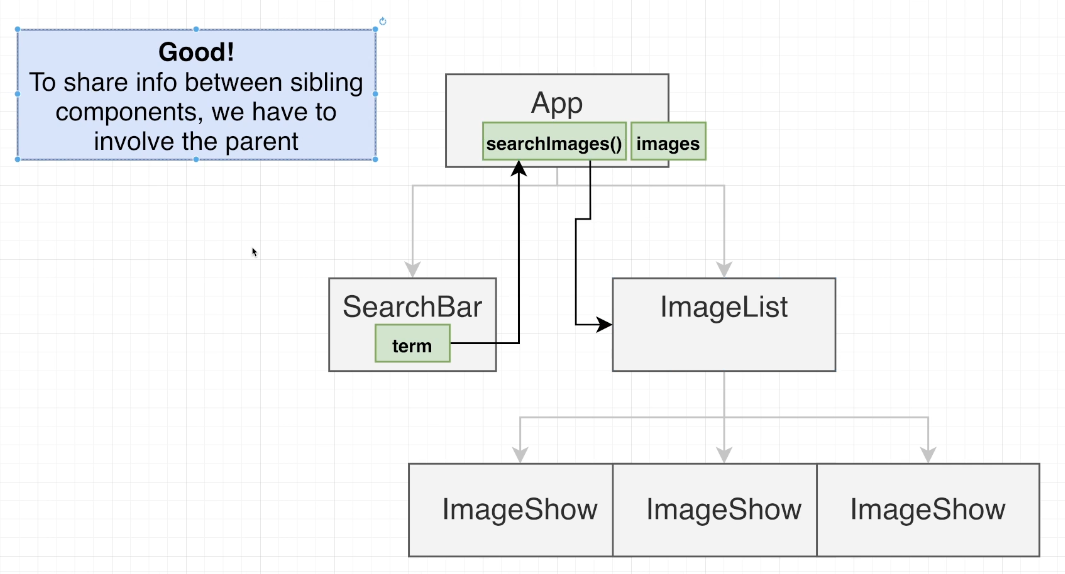 Good!
To share info between sibling
components, we have to
involve the parent
App
searchImages() images
SearchBar
term
ImageList
ImageShow ImageShow ImageShow